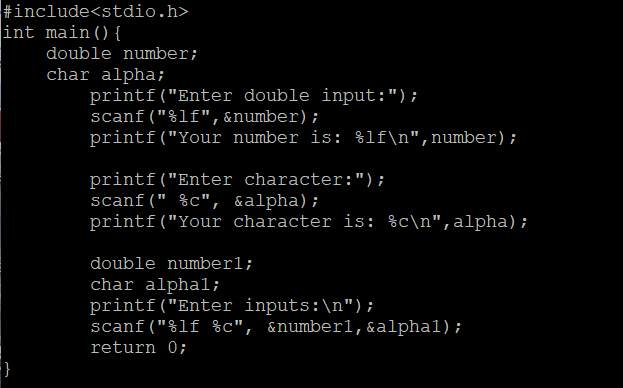 #include<stdio.h>
int main(){
    double number;
    char alpha;
        printf("Enter double input:");
        scanf("%lf",&number);
        printf("Your number is: %lf\n",number);

        printf("Enter character:");
        scanf(" %c", &alpha);
        printf("Your character is: %c\n",alpha);

        double number1;
        char alpha1;
        printf("Enter inputs:\n");
        scanf("%lf %c", &number1,&alpha1);
        return 0;
}